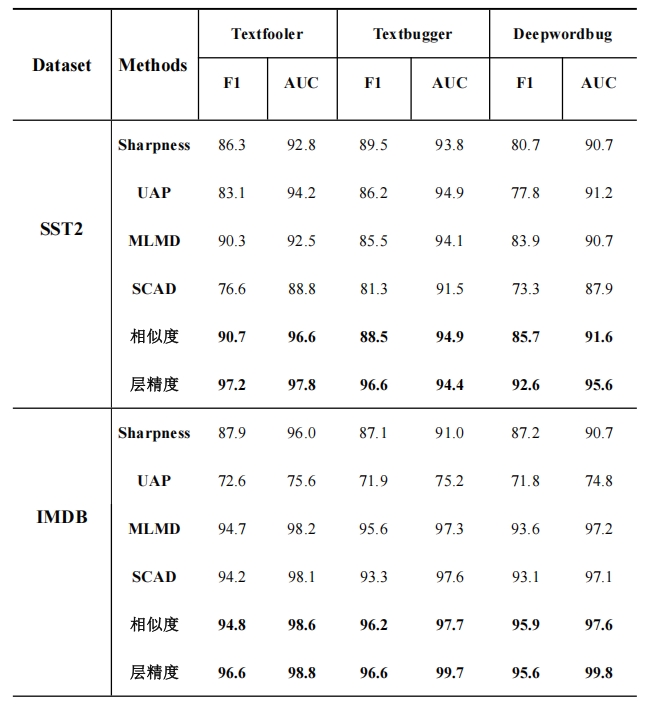 Dataset Methods Textfooler Textbugger Deepwordbug
F1 AUC F1 AUC F1 AUC
Sharpness 86.3 92.8 89.5 93.8 80.7 90.7
UAP 83.1 94.2 86.2 94.9 77.8 91.2
SST2
MLMD 90.3 92.5 85.5 94.1 83.9 90.7
SCAD 76.6 88.8 81.3 91.5 73.3 87.9
相似度 90.7 96.6 88.5 94.9 85.7 91.6
层精度 97.2 97.8 96.6 94.4 92.6 95.6
Sharpness 87.9 96.0 87.1 91.0 87.2 90.7
UAP 72.6 75.6 71.9 75.2 71.8 74.8
IMDB
MLMD 94.7 98.2 95.6 97.3 93.6 97.2
SCAD 94.2 98.1 93.3 97.6 93.1 97.1
相似度 94.8 98.6 96.2 97.7 95.9 97.6
层精度 96.6 98.8 96.6 99.7 95.6 99.8